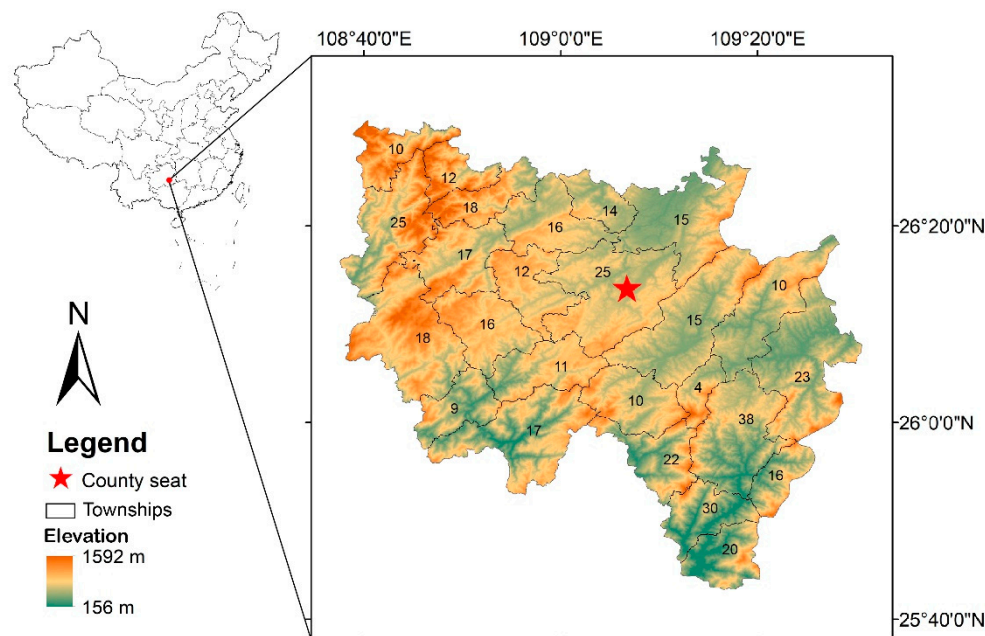 108°40'0"E 109°0'0"E 109°20'0"E
10
12
18
14
25
16
15
26°20'0"N
17
12
25
10
15
18
16
11
23
4
9
10
38
26°0'0"N
17
22
16
30
20
25°40'0"N
N
Legend
County seat
Townships
Elevation
1592 m
156 m